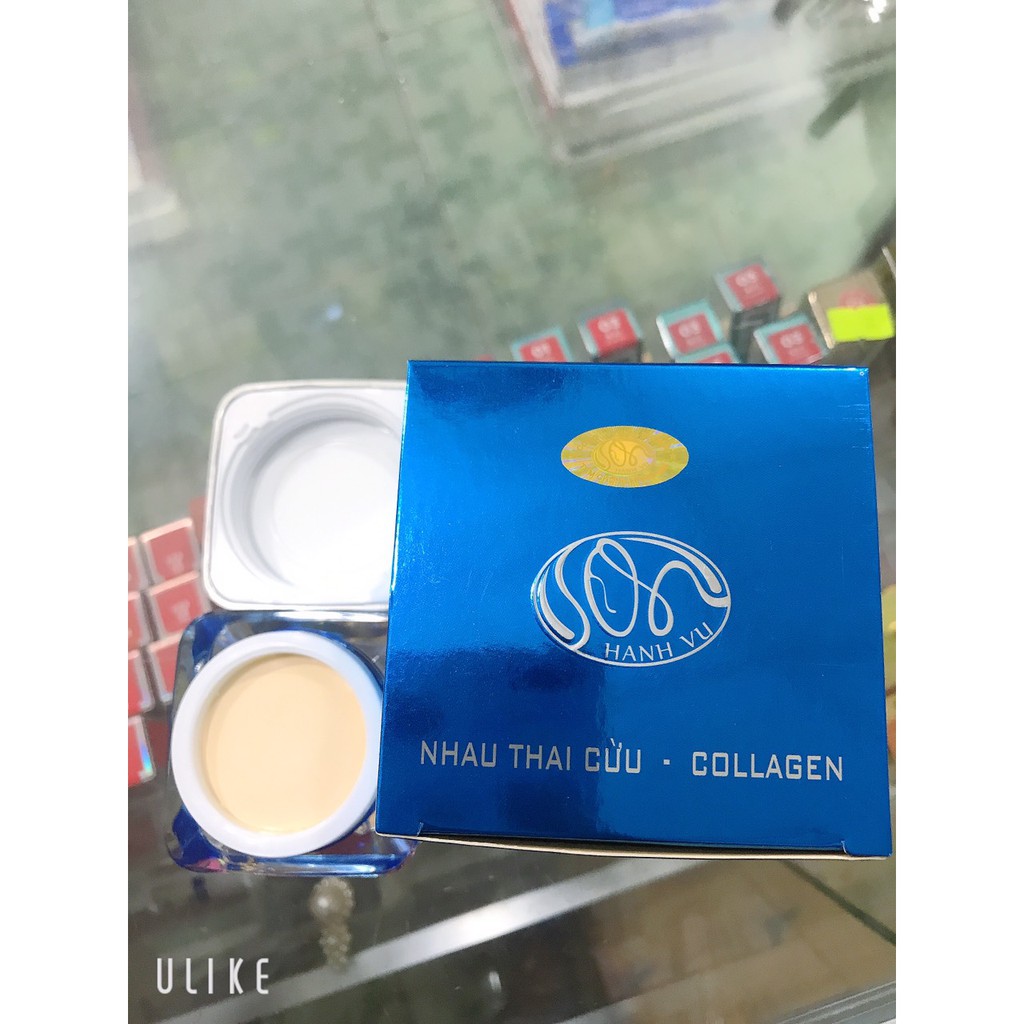 HANH VU
NHAU THAI CỪU - COLLAGEN
ULIKE